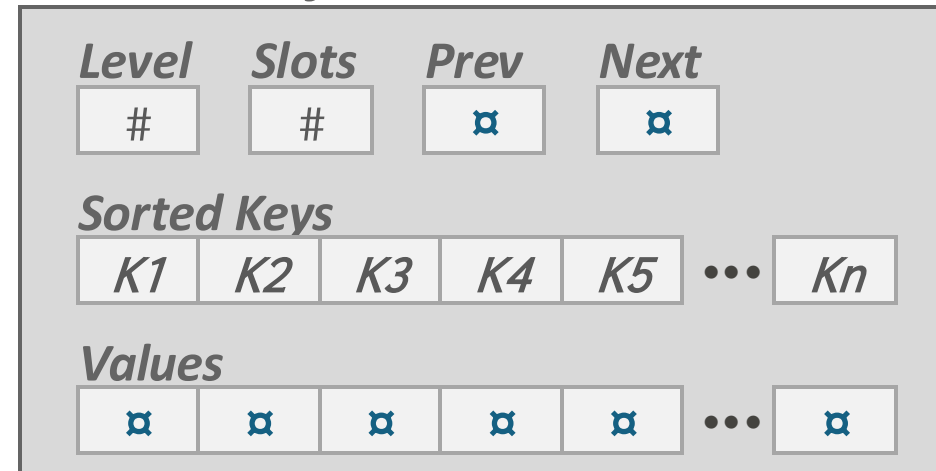 Level Slots Prev Next
# # ¤ ¤
Sorted Keys
K1 K2 K3 K4 K5 ••• Kn
Values
¤ ¤ ¤ ¤ ¤ ••• ¤